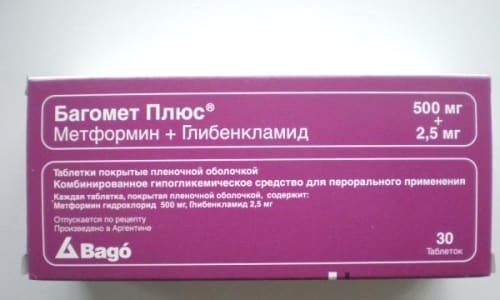 Багомет Плюс® 500 мг
+
Метформин + Глибенкламид 2,5 мг
Таблетки покрытые пленочной оболочкой
Комбинированное гипогликемическое средство для перорального применения
Каждая таблетка, покрытая пленочной оболочкой, содержит:
Метформин гидрохлорид 500 мг, Глибенкламид 2,5 мг
Отпускается по рецепту
Произведено в Аргентине
Bagó
30
Таблеток